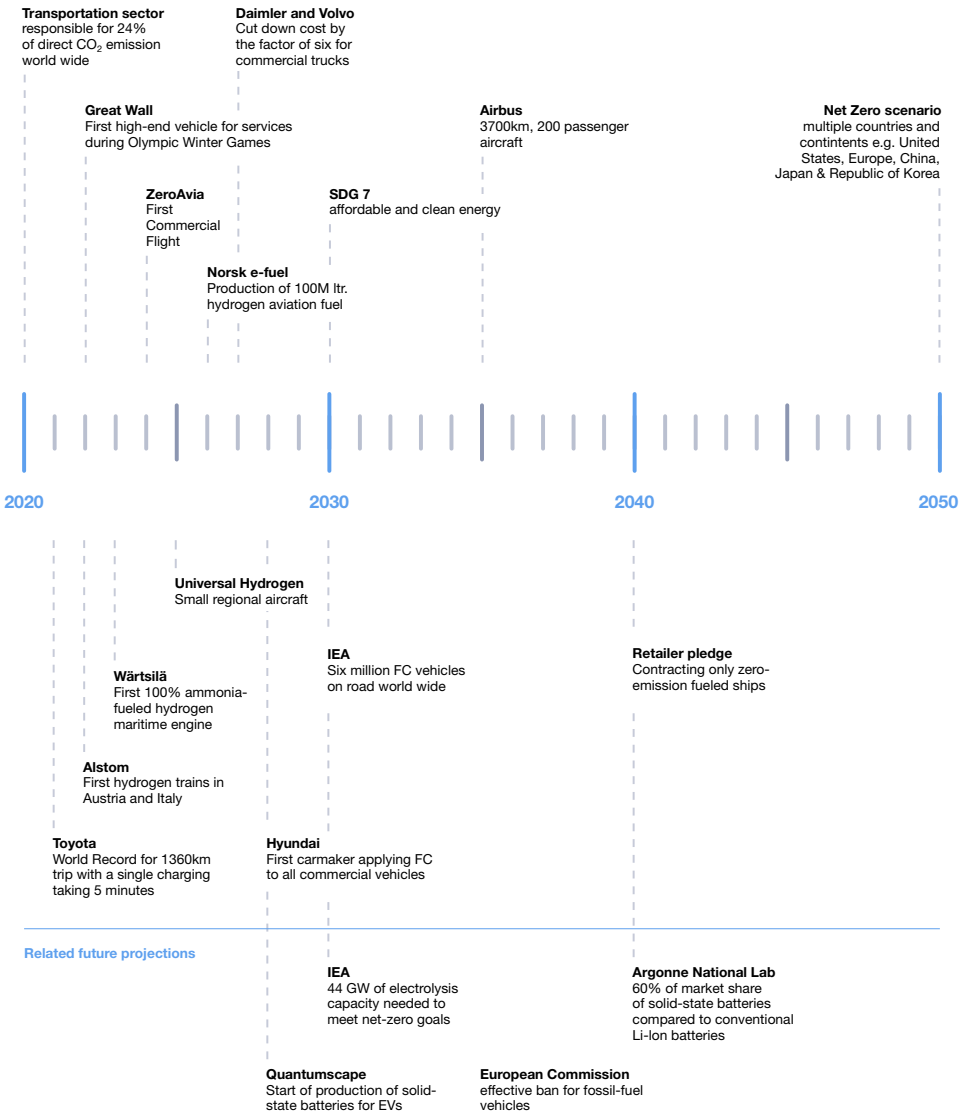 Transportation sector
responsible for 24%
of direct CO₂ emission
world wide
Daimler and Volvo
Cut down cost by
the factor of six for
commercial trucks
Great Wall
First high-end vehicle for services
during Olympic Winter Games
Airbus
3700km, 200 passenger
aircraft
Net Zero scenario
multiple countries and
contintents e.g. United
States, Europe, China,
Japan & Republic of Korea
ZeroAvia
First
Commercial
Flight
SDG 7
affordable and clean energy
Norsk e-fuel
Production of 100M ltr.
hydrogen aviation fuel
2020
2030
2040
2050
Universal Hydrogen
Small regional aircraft
Wärtsilä
First 100% ammonia-
fueled hydrogen
maritime engine
IEA
Six million FC vehicles
on road world wide
Retailer pledge
Contracting only zero-
emission fueled ships
Alstom
First hydrogen trains in
Austria and Italy
Toyota
World Record for 1360km
trip with a single charging
taking 5 minutes
Hyundai
First carmaker applying FC
to all commercial vehicles
Related future projections
IEA
44 GW of electrolysis
capacity needed to
meet net-zero goals
Argonne National Lab
60% of market share
of solid-state batteries
compared to conventional
Li-Ion batteries
Quantumscape
Start of production of solid-
state batteries for EVs
European Commission
effective ban for fossil-fuel
vehicles